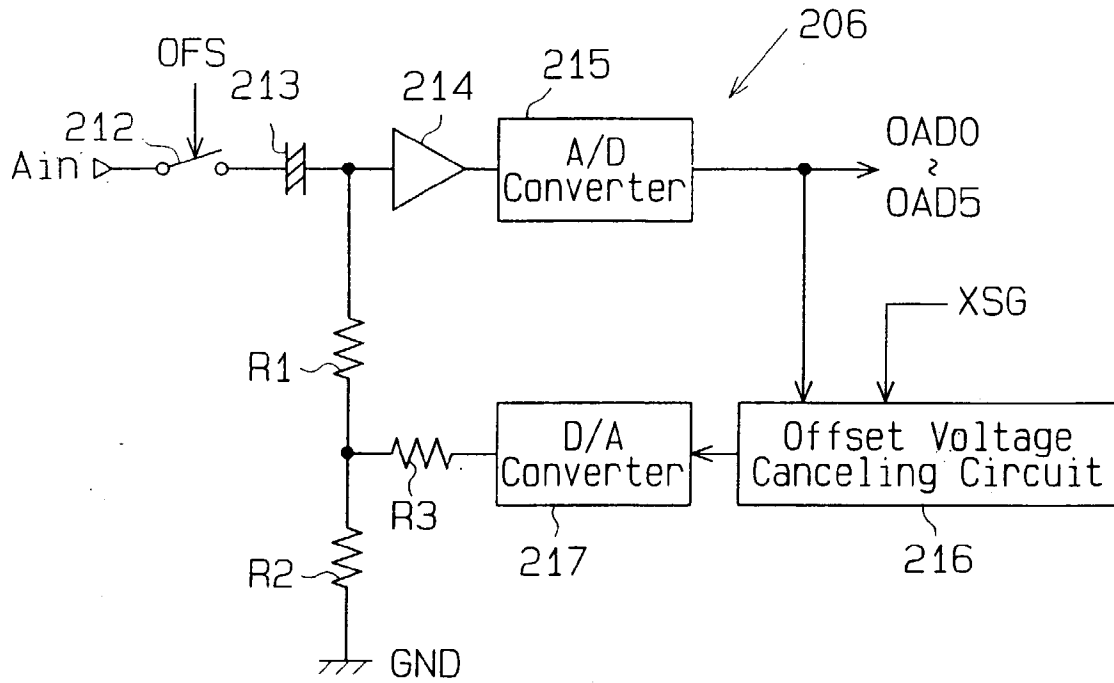 206
OFS
213
214
215
212
Ain
A/D
Converter
OAD0
~
OAD5
XSG
R1
D/A
Converter
Offset Voltage
Canceling Circuit
R3
217
216
R2
GND